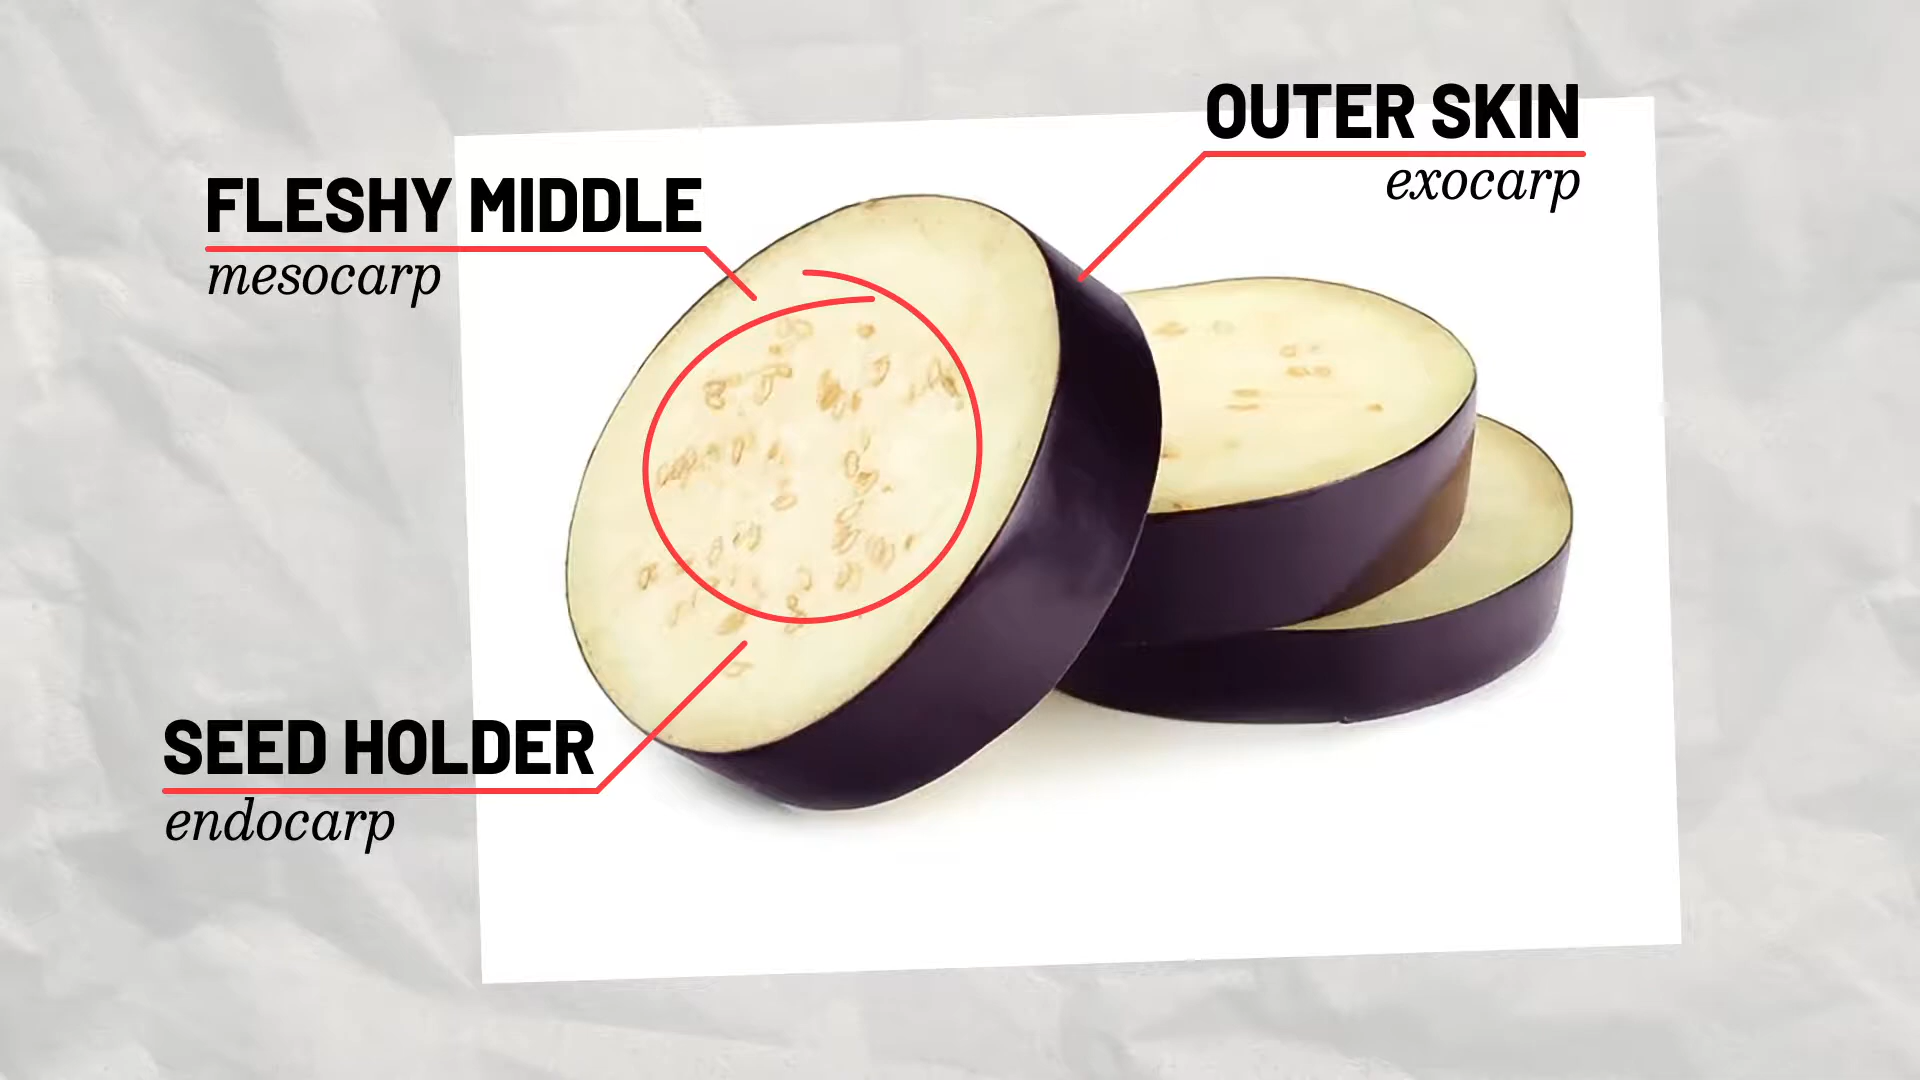 OUTER SKIN
exocarp
FLESHY MIDDLE
mesocarp
SEED HOLDER
endocarp